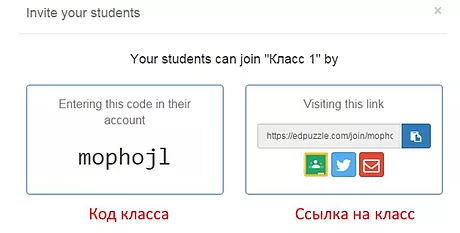 Invite your students
×
Your students can join "Класс 1" by
Entering this code in their
account
mophojl
Visiting this link
https://edpuzzle.com/join/mopho
Код класса
Ссылка на класс